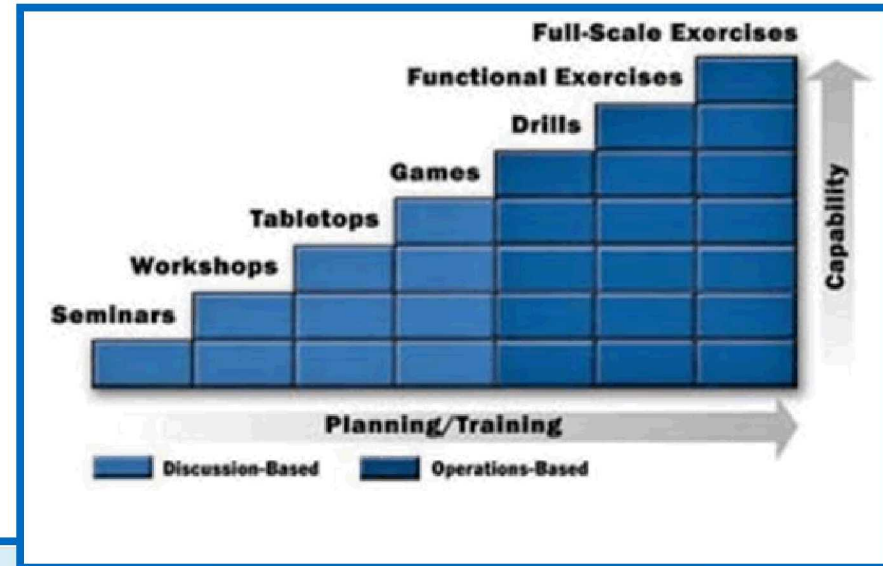 Full-Scale Exercises
Functional Exercises
Drills
Games
Tabletops
Workshops
Seminars
Capability
Planning/Training
Discussion-Based
Operations-Based